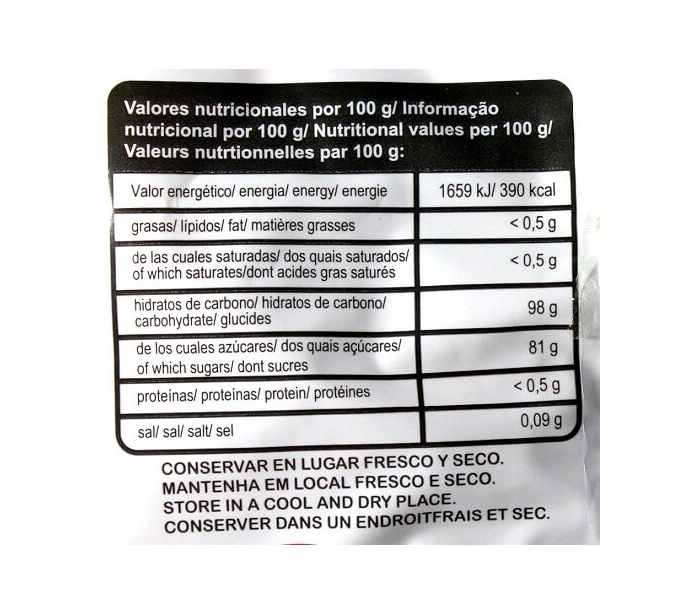 Valores nutricionales por 100 g/ Informação
nutricional por 100 g/ Nutritional values per 100 g/
Valeurs nutrtionnelles par 100 g:
Valor energético/ energia/ energy/ energie 1659 kJ/ 390 kcal
grasas/ lípidos/ fat/ matières grasses < 0,5 g
de las cuales saturadas/ dos quais saturados/
of which saturates/dont acides gras saturés < 0,5 g
hidratos de carbono/ hidratos de carbono/
carbohydrate/ glucides 98 g
de los cuales azúcares/ dos quais açúcares/
of which sugars/ dont sucres 81 g
proteínas/ proteínas/ protein/ protéines < 0,5 g
sal/ sal/ salt/ sel 0,09 g
CONSERVAR EN LUGAR FRESCO Y SECO.
MANTENHA EM LOCAL FRESCO E SECO.
STORE IN A COOL AND DRY PLACE.
CONSERVER DANS UN ENDROITFRAIS ET SEC.